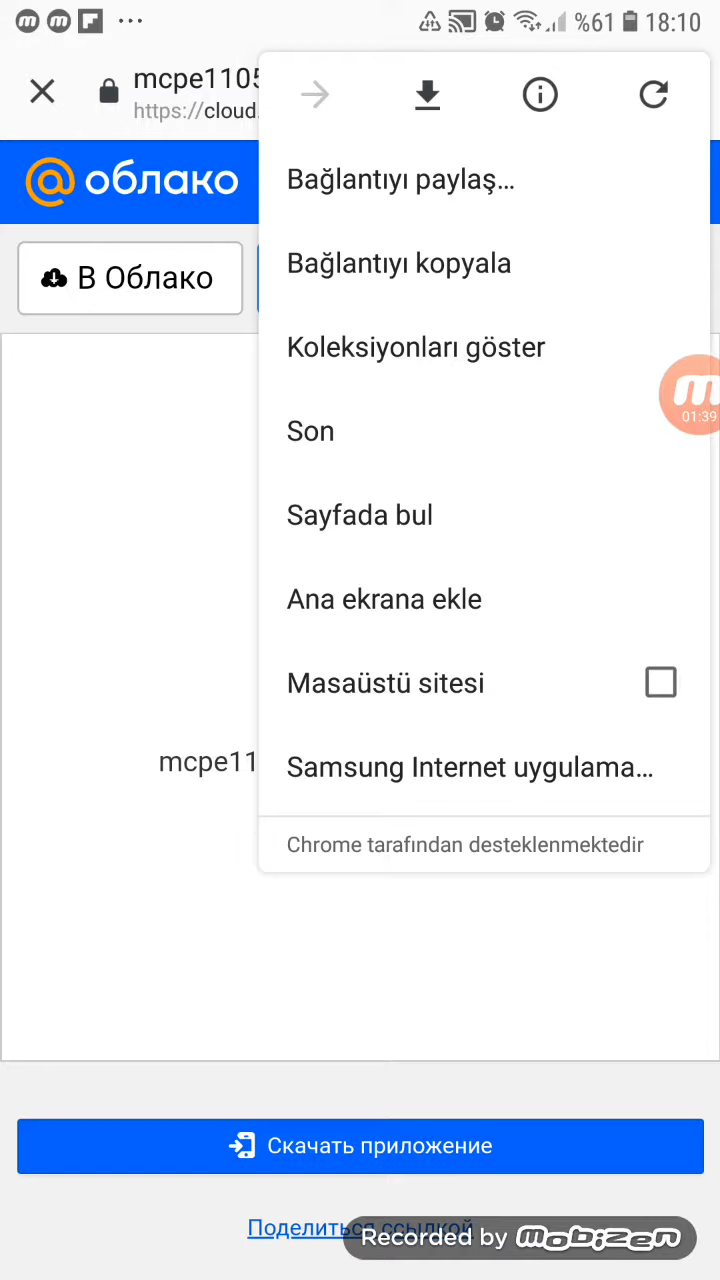 %61 18:10
mcpe1105
https://cloud.
облако
В Облако
Bağlantıyı paylaş...
Bağlantıyı kopyala
Koleksiyonları göster
Son
Sayfada bul
Ana ekrana ekle
Masaüstü sitesi
Samsung Internet uygulama...
Chrome tarafından desteklenmektedir
01:39
mcpe11
Скачать приложение
Поделиться ссылкой
Recorded by mobizen